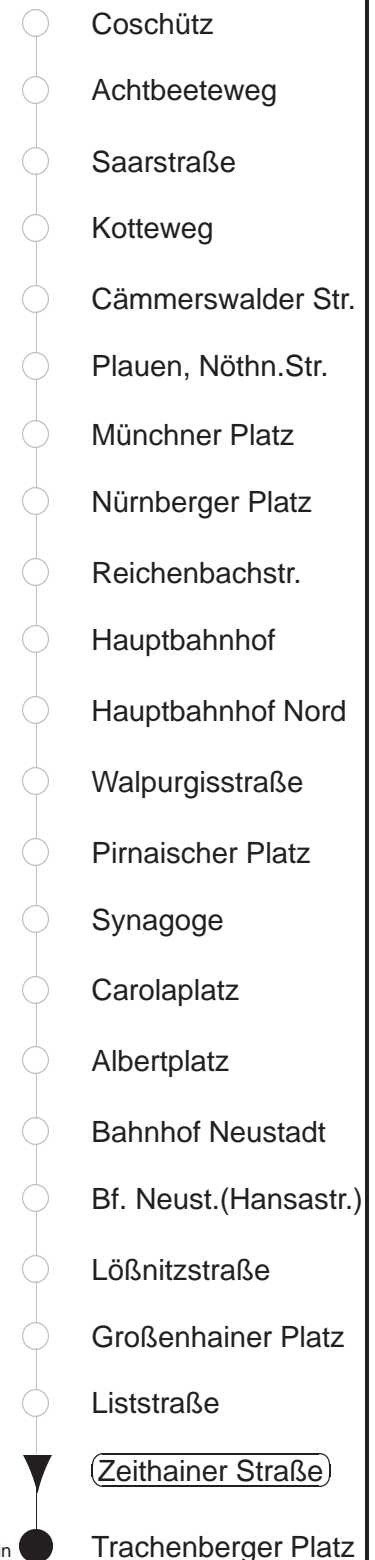 Coschütz
Achtbeeteweg
Saarstraße
Kotteweg
Cämmerswalder Str.
Plauen, Nöthn.Str.
Münchner Platz
Nürnberger Platz
Reichenbachstr.
Hauptbahnhof
Hauptbahnhof Nord
Walpurgisstraße
Pirnaischer Platz
Synagoge
Carolaplatz
Albertplatz
Bahnhof Neustadt
Bf. Neust.(Hansastr.)
Lößnitzstraße
Großenhainer Platz
Liststraße
Zeithainer Straße
Trachenberger Platz